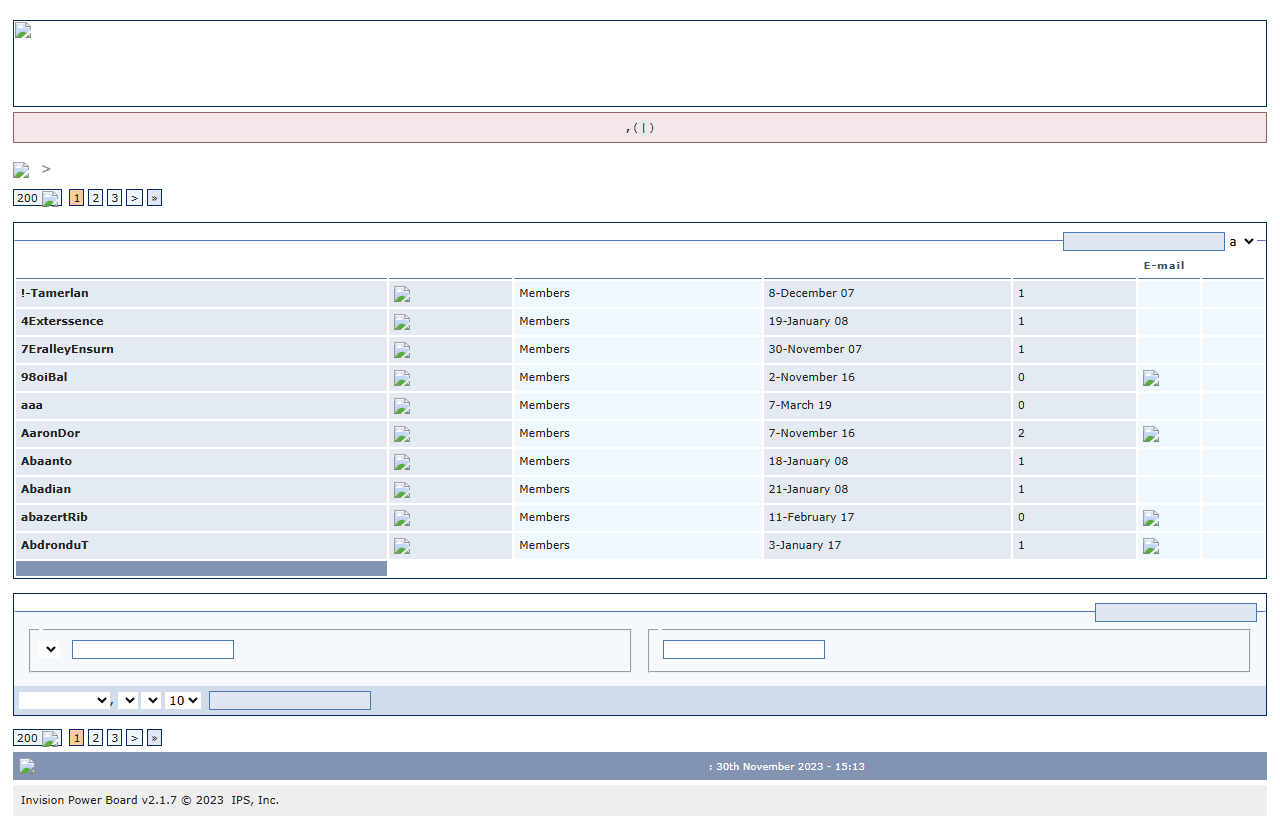 , ( | )
>
200 1 2 3 > »
a
E-mail
!-Tamerlan Members 8-December 07 1
4Exterssence Members 19-January 08 1
7EralleyEnsurn Members 30-November 07 1
98oiBal Members 2-November 16 0
aaa Members 7-March 19 0
AaronDor Members 7-November 16 2
Abaanto Members 18-January 08 1
Abadian Members 21-January 08 1
abazertRib Members 11-February 17 0
AbdronduT Members 3-January 17 1
, 10
200 1 2 3 > »
: 30th November 2023 - 15:13
Invision Power Board v2.1.7 © 2023 IPS, Inc.